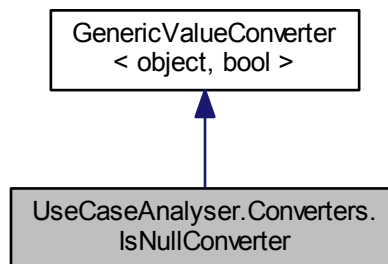 GenericValueConverter
< object, bool >
UseCaseAnalyser.Converters.
IsNullConverter